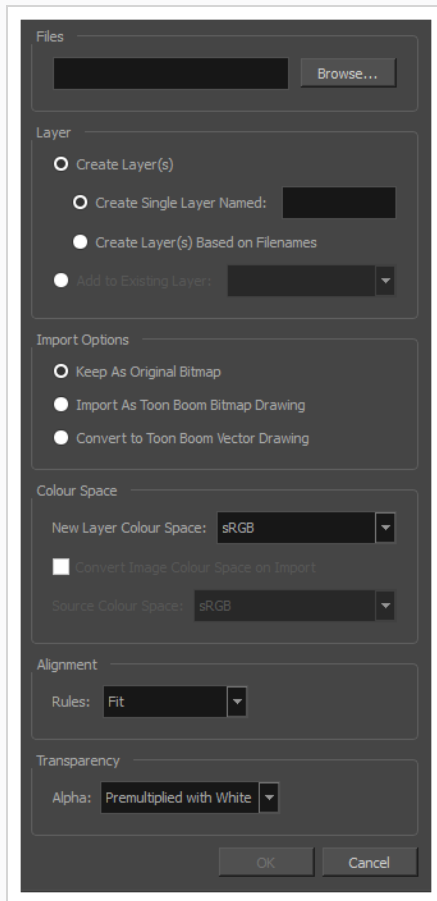 Files
Browse...
Layer
Create Layer(s)
Create Single Layer Named:
Create Layer(s) Based on Filenames
Add to Existing Layer:
Import Options
Keep As Original Bitmap
Import As Toon Boom Bitmap Drawing
Convert to Toon Boom Vector Drawing
Colour Space
New Layer Colour Space: sRGB
Convert Image Colour Space on Import
Source Colour Space: sRGB
Alignment
Rules: Fit
Transparency
Alpha: Premultiplied with White
OK Cancel